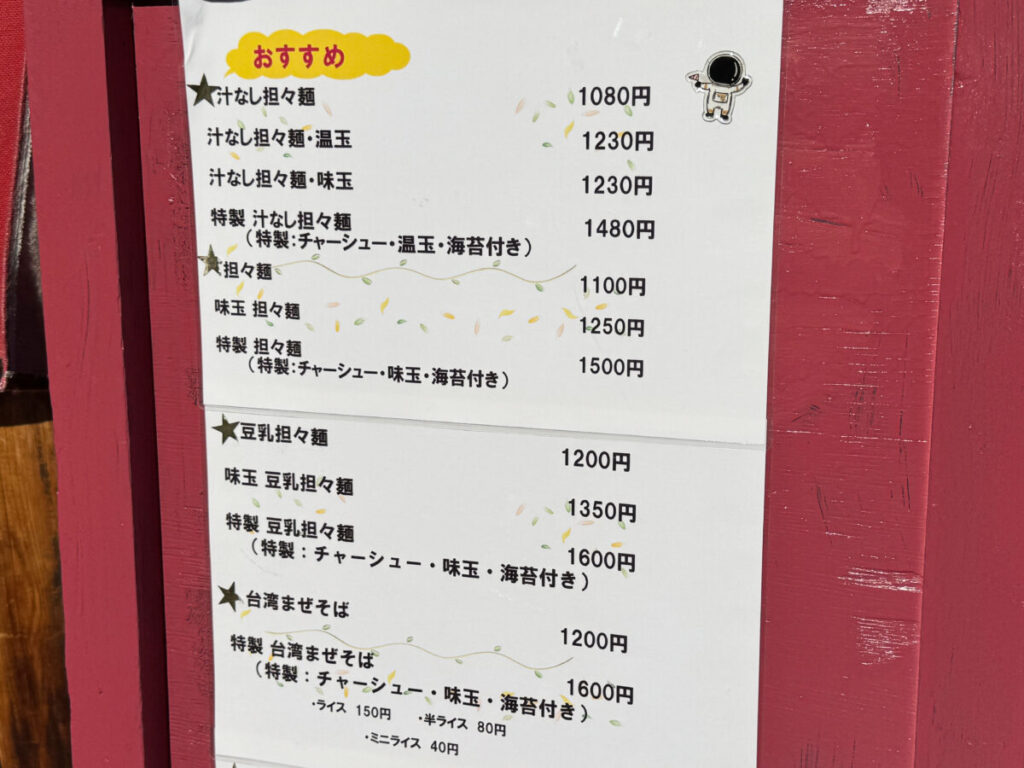 おすすめ
★汁なし担々麺 1080円
汁なし担々麺・温玉 1230円
汁なし担々麺・味玉 1230円
特製 汁なし担々麺 1480円
（特製：チャーシュー・温玉・海苔付き）
★担々麺 1100円
味玉 担々麺 1250円
特製 担々麺 1500円
（特製：チャーシュー・味玉・海苔付き）
★豆乳担々麺 1200円
味玉 豆乳担々麺 1350円
特製 豆乳担々麺 1600円
（特製：チャーシュー・味玉・海苔付き）
★台湾まぜそば 1200円
特製 台湾まぜそば 1600円
（特製：チャーシュー・味玉・海苔付き）
・ライス 150円 ・半ライス 80円
・ミニライス 40円